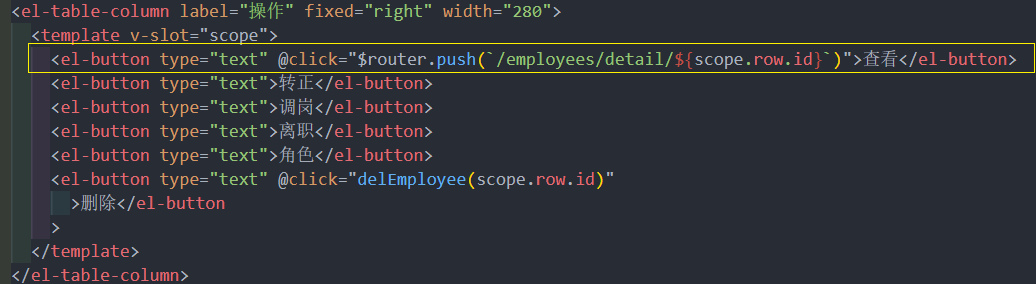 <el-table-column label="操作" fixed="right" width="280">
<template v-slot="scope">
<el-button type="text" @click="$router.push(`/employees/detail/${scope.row.id}`)">查看</el-button>
<el-button type="text">转正</el-button>
<el-button type="text">调岗</el-button>
<el-button type="text">离职</el-button>
<el-button type="text">角色</el-button>
<el-button type="text" @click="delEmployee(scope.row.id)"
>删除</el-button
>
</template>
</el-table-column>